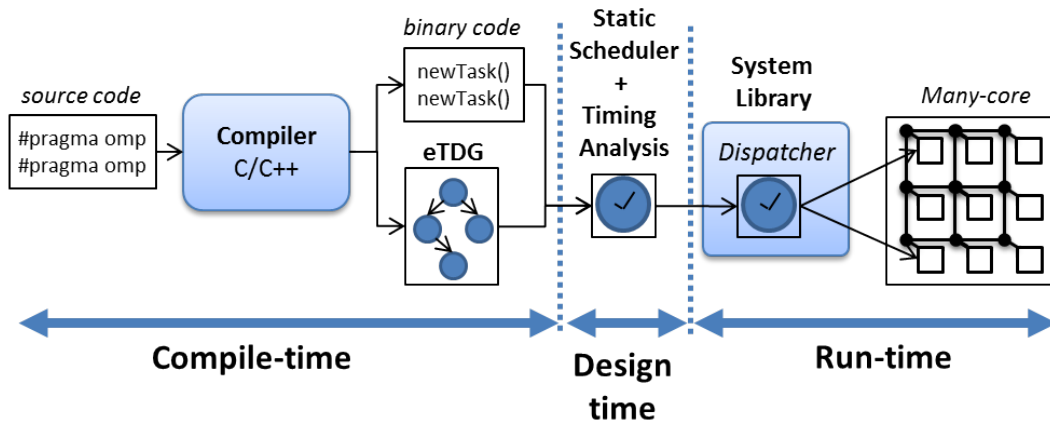 source code
#pragma omp
#pragma omp
Compiler
C/C++
binary code
newTask()
newTask()
eTDG
Static
Scheduler
+
Timing
Analysis
System
Library
Dispatcher
Many-core
Compile-time
Design
time
Run-time